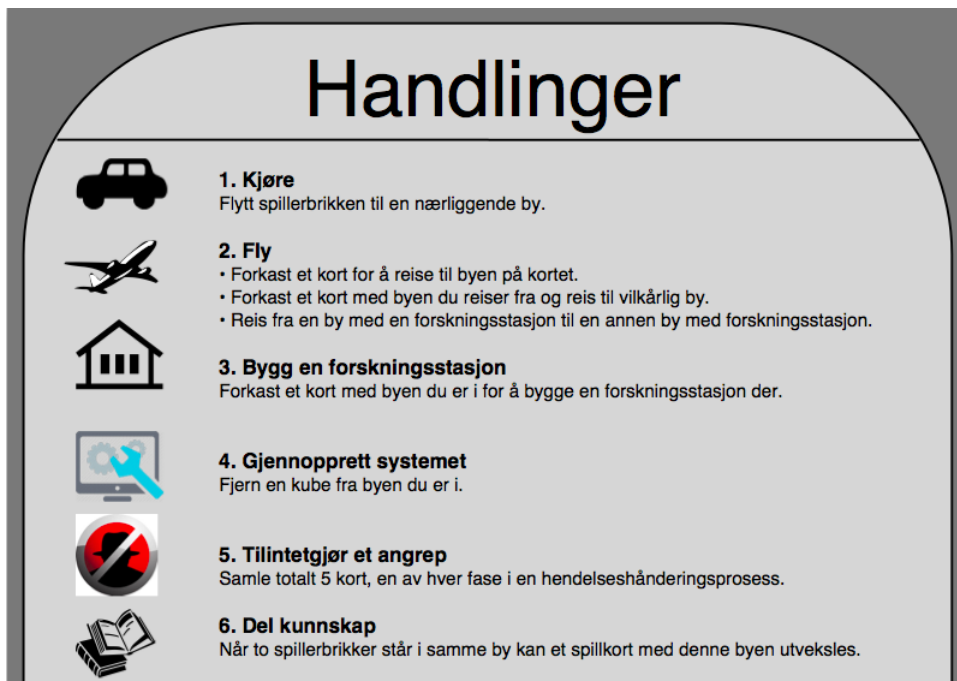 Handlinger
1. Kjøre
Flytt spillerbrikken til en nærliggende by.
2. Fly
• Forkast et kort for å reise til byen på kortet.
• Forkast et kort med byen du reiser fra og reis til vilkårlig by.
• Reis fra en by med en forskningsstasjon til en annen by med forskningsstasjon.
3. Bygg en forskningsstasjon
Forkast et kort med byen du er i for å bygge en forskningsstasjon der.
4. Gjennopprett systemet
Fjern en kube fra byen du er i.
5. Tilintetgjør et angrep
Samle totalt 5 kort, en av hver fase i en hendelseshånderingsprosess.
6. Del kunnskap
Når to spillerbrikker står i samme by kan et spillkort med denne byen utveksles.